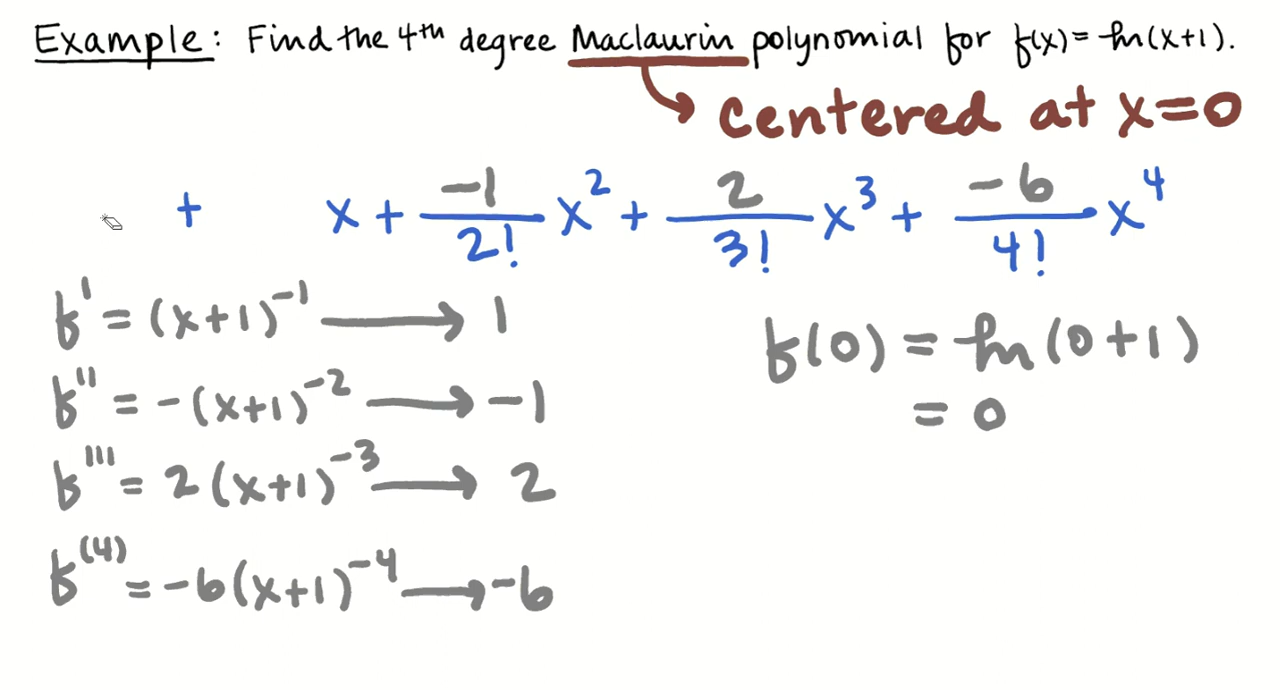 Example: Find the 4th degree Maclaurin polynomial for f(x)=ln(x+1).
centered at x=0
+ x + -1/2! x² + 2/3! x³ + -6/4! x⁴
f' = (x+1)⁻¹ → 1
f'' = -(x+1)⁻² → -1
f''' = 2(x+1)⁻³ → 2
f⁽⁴⁾ = -6(x+1)⁻⁴ → -6
f(0) = ln(0+1)
= 0